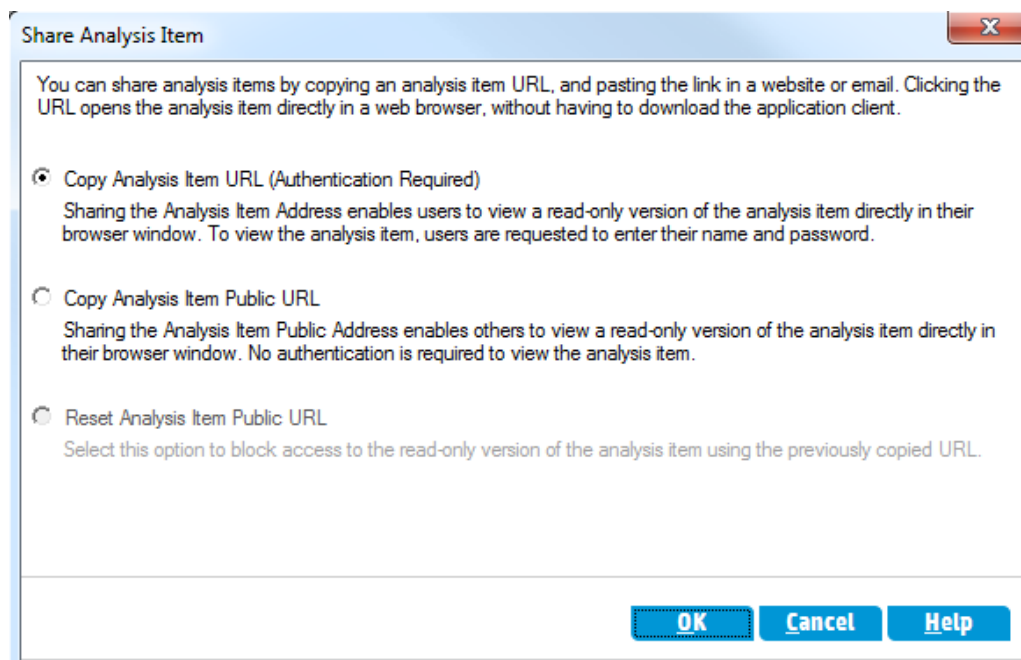 Share Analysis Item
X
You can share analysis items by copying an analysis item URL, and pasting the link in a website or email. Clicking the
URL opens the analysis item directly in a web browser, without having to download the application client.
Copy Analysis Item URL (Authentication Required)
Sharing the Analysis Item Address enables users to view a read-only version of the analysis item directly in their
browser window. To view the analysis item, users are requested to enter their name and password.
Copy Analysis Item Public URL
Sharing the Analysis Item Public Address enables others to view a read-only version of the analysis item directly in
their browser window. No authentication is required to view the analysis item.
Reset Analysis Item Public URL
Select this option to block access to the read-only version of the analysis item using the previously copied URL.
OK Cancel Help